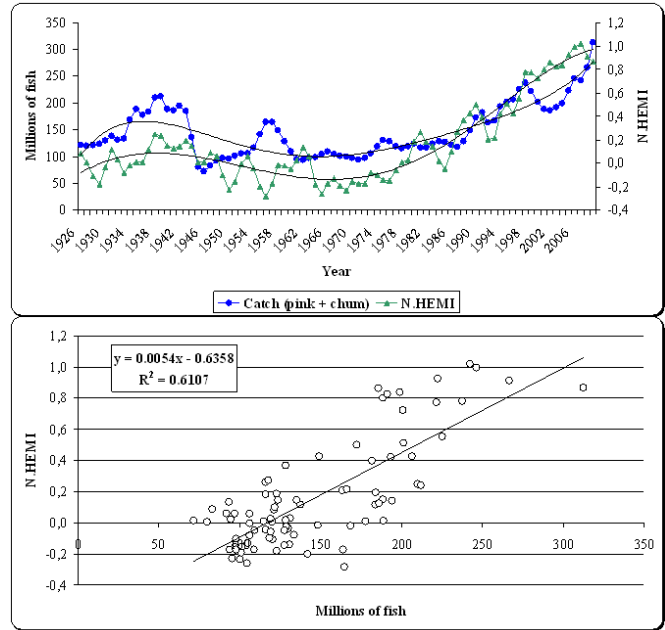 350
300
250
200
150
100
50
0
Millions of fish
1,2
1,0
0,8
0,6
0,4
0,2
0,0
-0,2
-0,4
N.HEMI
1926 1930 1934 1938 1942 1946 1950 1954 1958 1962 1966 1970 1974 1978 1982 1986 1990 1994 1998 2002 2006
Year
Catch (pink + chum) N.HEMI
1,2
1,0
0,8
0,6
0,4
0,2
0,0
-0,2
-0,4
N.HEMI
y = 0.0054x - 0.6358
R² = 0.6107
0 50 100 150 200 250 300 350
Millions of fish